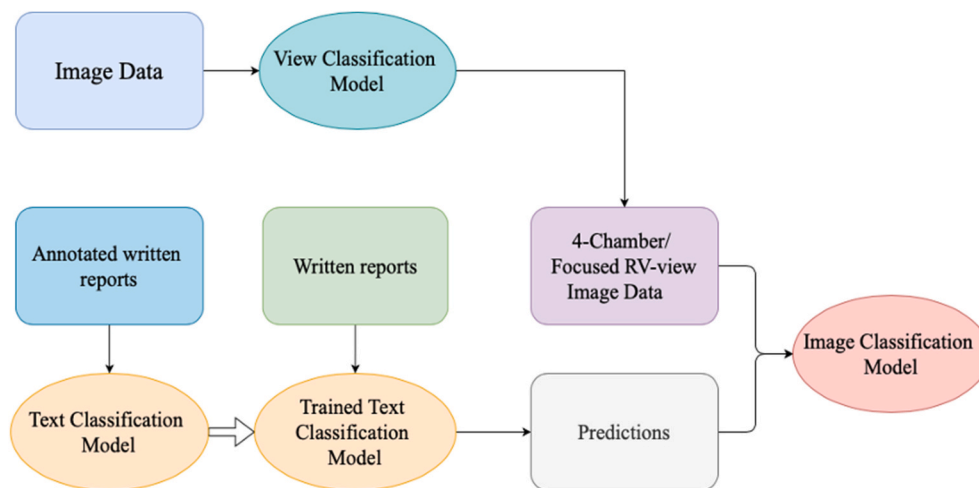 Image Data
View Classification
Model
Annotated written
reports
Written reports
4-Chamber/
Focused RV-view
Image Data
Image Classification
Model
Text Classification
Model
Trained Text
Classification
Model
Predictions